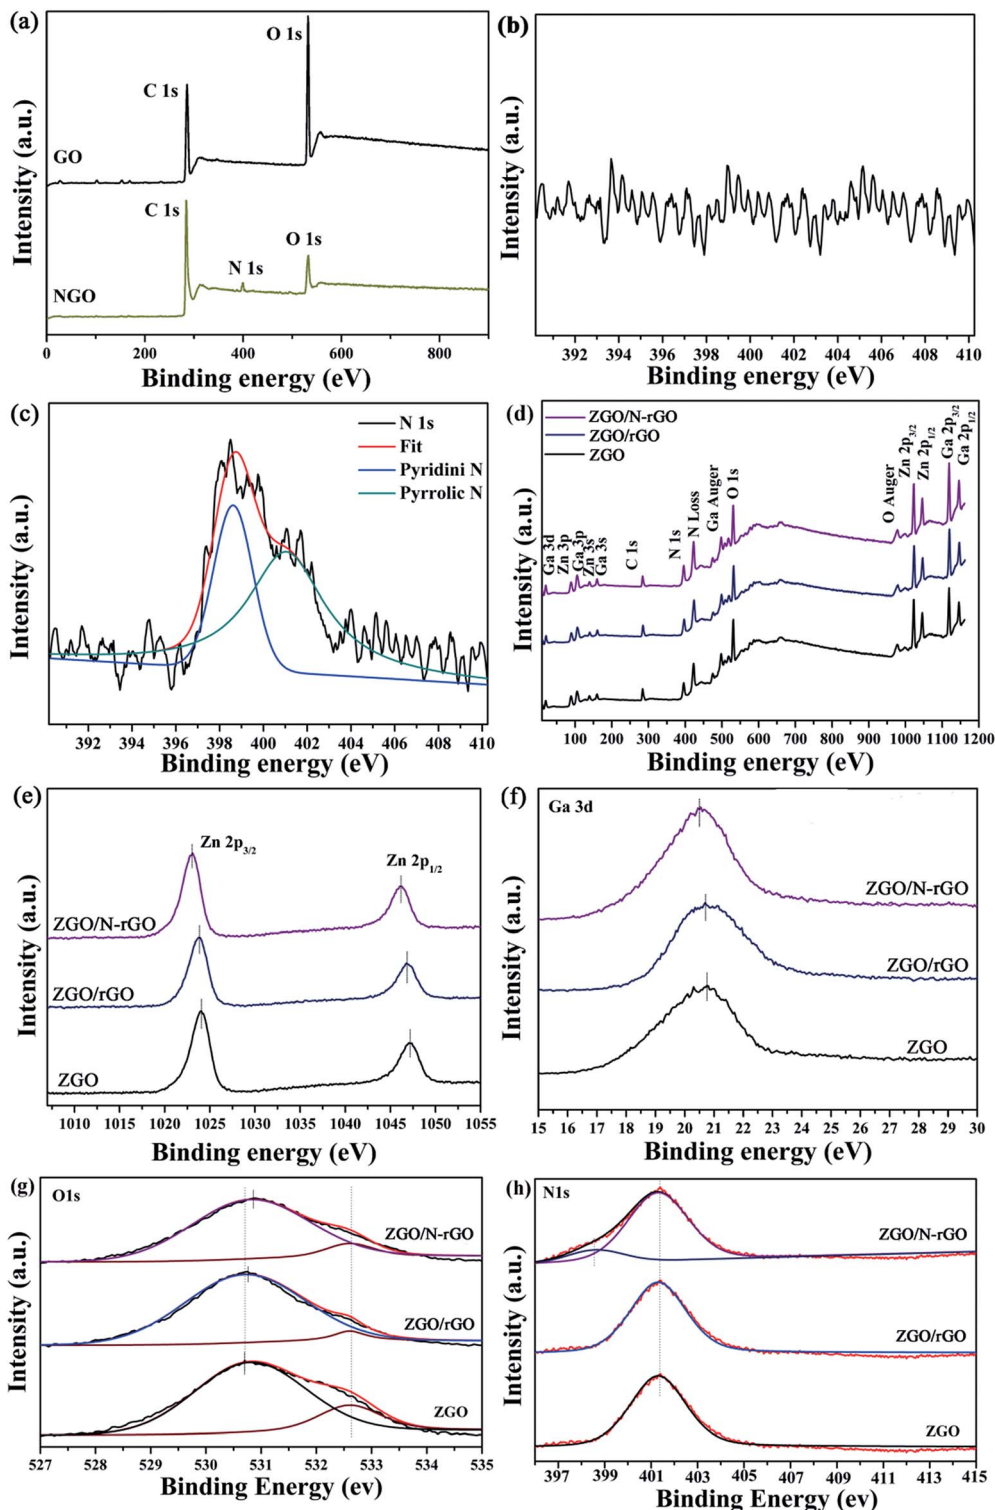 (a)
O 1s
C 1s
GO
C 1s
O 1s
N 1s
NGO
Intensity (a.u.)
0 200 400 600 800
Binding energy (eV)
(b)
Intensity (a.u.)
392 394 396 398 400 402 404 406 408 410
Binding energy (eV)
(c)
N 1s
Fit
Pyridini N
Pyrrolic N
Intensity (a.u.)
392 394 396 398 400 402 404 406 408 410
Binding energy (eV)
(d)
ZGO/N-rGO
ZGO/rGO
ZGO
Ga 3d
Zn 3p
Ga 3p
Zn 3s
Ga 3s
C 1s
N 1s
N Loss
Ga Auger
O 1s
O Auger
Zn 2p3/2
Zn 2p1/2
Ga 2p3/2
Ga 2p1/2
Intensity (a.u.)
100 200 300 400 500 600 700 800 900 1000 1100 1200
Binding energy (eV)
(e)
Zn 2p3/2
Zn 2p1/2
ZGO/N-rGO
ZGO/rGO
ZGO
Intensity (a.u.)
1010 1015 1020 1025 1030 1035 1040 1045 1050 1055
Binding energy (eV)
(f)
Ga 3d
ZGO/N-rGO
ZGO/rGO
ZGO
Intensity (a.u.)
15 16 17 18 19 20 21 22 23 24 25 26 27 28 29 30
Binding energy (eV)
(g)
O1s
ZGO/N-rGO
ZGO/rGO
ZGO
Intensity (a.u.)
527 528 529 530 531 532 533 534 535
Binding Energy (ev)
(h)
N1s
ZGO/N-rGO
ZGO/rGO
ZGO
Intensity (a.u.)
397 399 401 403 405 407 409 411 413 415
Binding Energy (ev)